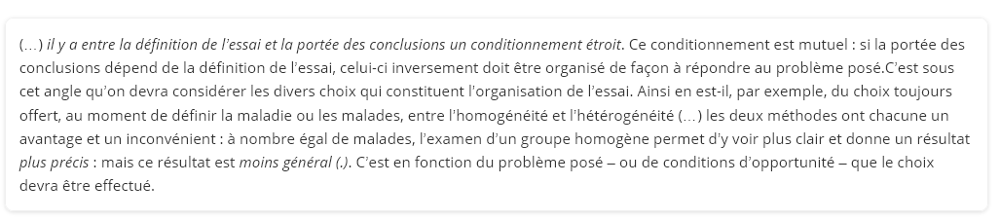 (…) il y a entre la définition de l’essai et la portée des conclusions un conditionnement étroit. Ce conditionnement est mutuel : si la portée des
conclusions dépend de la définition de l’essai, celui-ci inversement doit être organisé de façon à répondre au problème posé.C’est sous
cet angle qu’on devra considérer les divers choix qui constituent l’organisation de l’essai. Ainsi en est-il, par exemple, du choix toujours
offert, au moment de définir la maladie ou les malades, entre l’homogénéité et l’hétérogénéité (…) les deux méthodes ont chacune un
avantage et un inconvénient : à nombre égal de malades, l’examen d’un groupe homogène permet d’y voir plus clair et donne un résultat
plus précis : mais ce résultat est moins général (.). C’est en fonction du problème posé – ou de conditions d’opportunité – que le choix
devra être effectué.